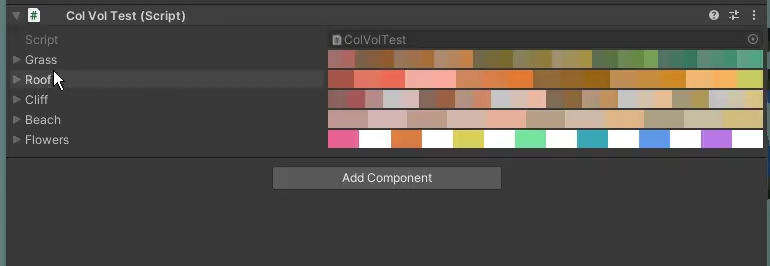 Col Vol Test (Script)
Script ColVolTest
Grass
Roof
Cliff
Beach
Flowers
Add Component